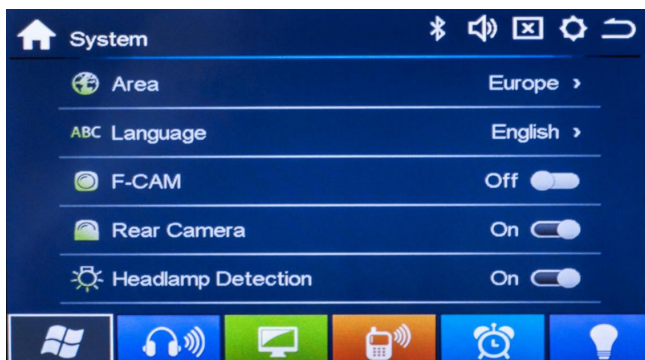 System
Area Europe
ABC Language English
F-CAM Off
Rear Camera On
Headlamp Detection On